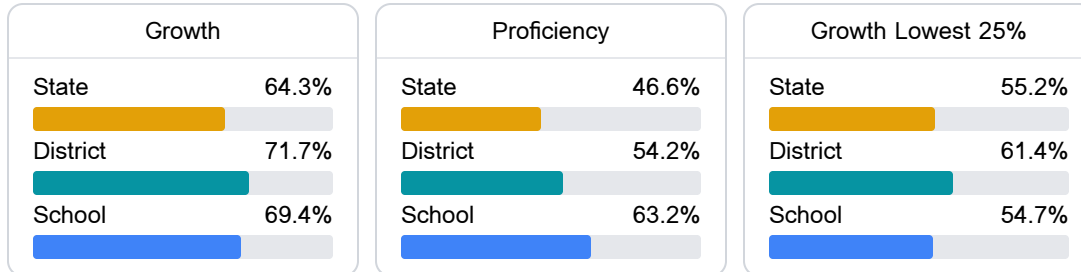 Growth
State 64.3%
District 71.7%
School 69.4%
Proficiency
State 46.6%
District 54.2%
School 63.2%
Growth Lowest 25%
State 55.2%
District 61.4%
School 54.7%